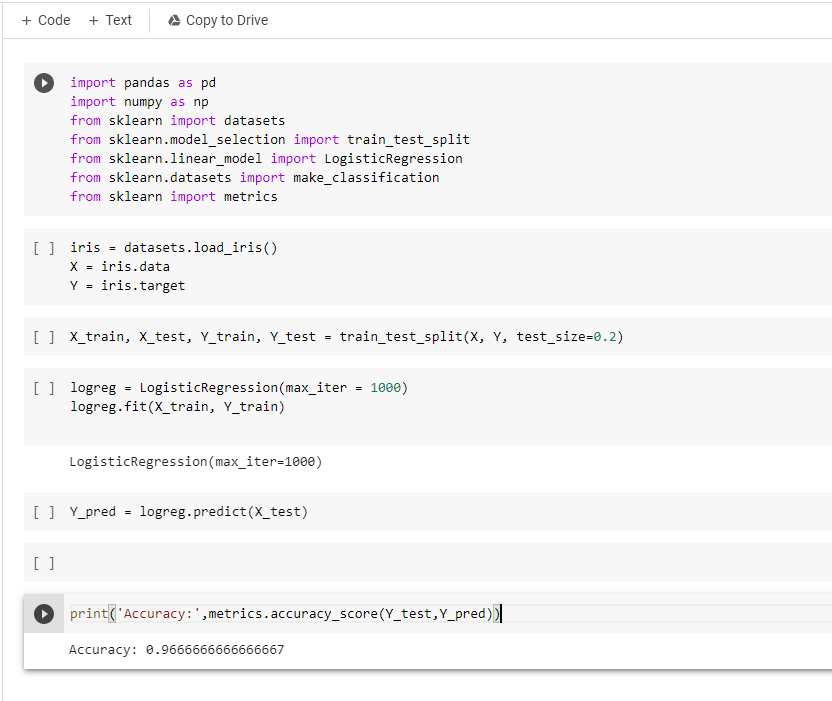 + Code + Text Copy to Drive
import pandas as pd
import numpy as np
from sklearn import datasets
from sklearn.model_selection import train_test_split
from sklearn.linear_model import LogisticRegression
from sklearn.datasets import make_classification
from sklearn import metrics
[ ] iris = datasets.load_iris()
X = iris.data
Y = iris.target
[ ] X_train, X_test, Y_train, Y_test = train_test_split(X, Y, test_size=0.2)
[ ] logreg = LogisticRegression(max_iter = 1000)
logreg.fit(X_train, Y_train)
LogisticRegression(max_iter=1000)
[ ] Y_pred = logreg.predict(X_test)
[ ]
print('Accuracy:',metrics.accuracy_score(Y_test,Y_pred))
Accuracy: 0.9666666666666667